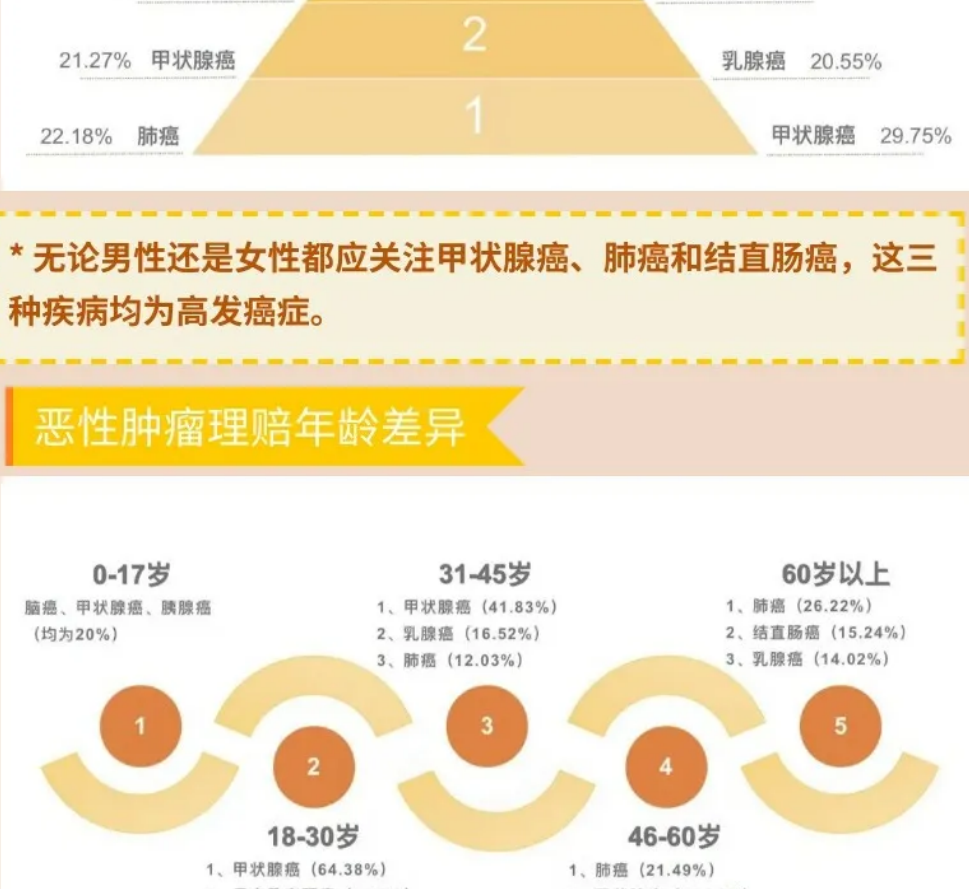 2
21.27% 甲状腺癌
乳腺癌 20.55%
1
22.18% 肺癌
甲状腺癌 29.75%
* 无论男性还是女性都应关注甲状腺癌、肺癌和结直肠癌，这三
种疾病均为高发癌症。
恶性肿瘤理赔年龄差异
0-17岁
脑癌、甲状腺癌、胰腺癌
（均为20%）
31-45岁
1、甲状腺癌（41.83%）
2、乳腺癌（16.52%）
3、肺癌（12.03%）
60岁以上
1、肺癌（26.22%）
2、结直肠癌（15.24%）
3、乳腺癌（14.02%）
1
2
3
4
5
18-30岁
1、甲状腺癌（64.38%）
46-60岁
1、肺癌（21.49%）